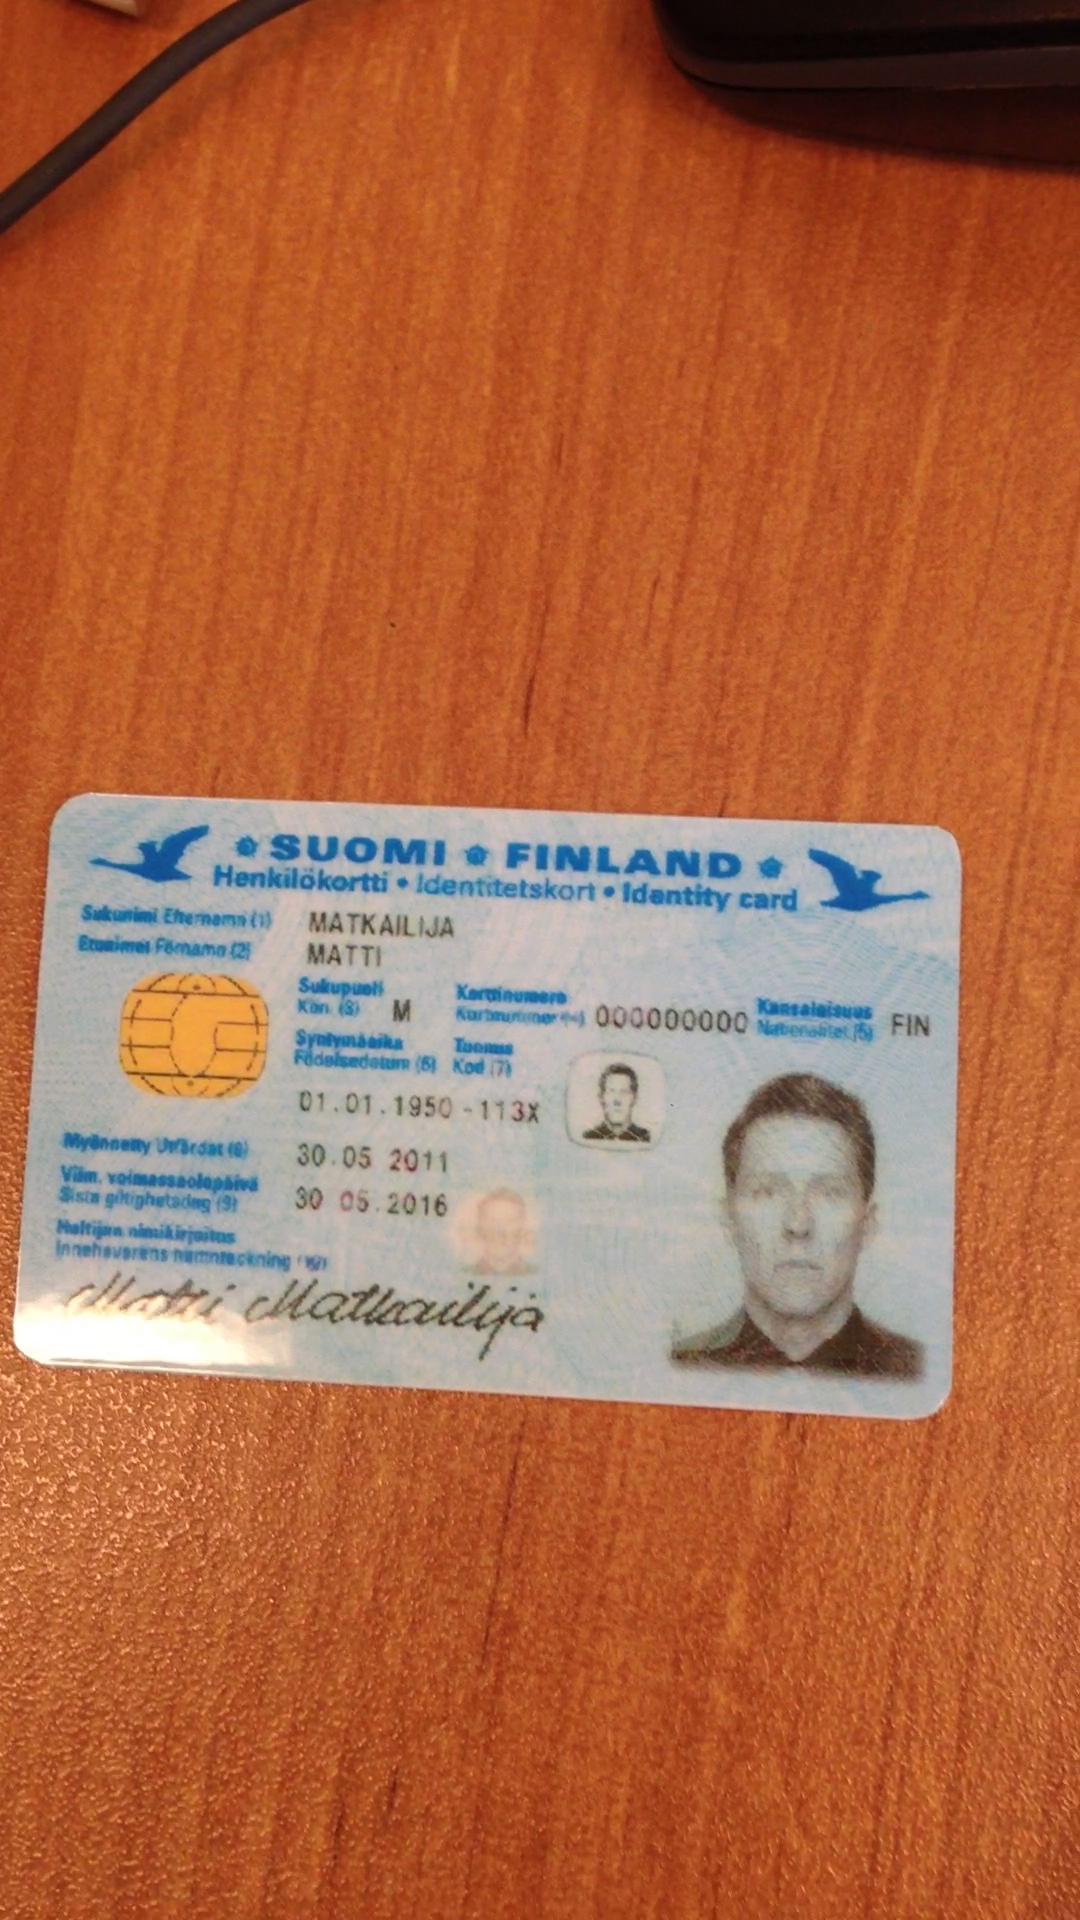 SUOMI FINLAND
Henkilökortti • Identitetskort • Identity card
Sukunimi Efternamn (1) MATKAILIJA
Etunimet Förnamn (2) MATTI
Sukupuoli
Kön (3) M
Korttinumero
Kortnummer (4) 000000000
Kansalaisuus
Nationalitet (5) FIN
Syntymäaika
Födelsedatum (6)
Tunnus
Kod (7)
01.01.1950 -113X
Myönnetty Utfärdat (8) 30.05 2011
Viim. voimassaolopäivä
Sista giltighetsdag (9) 30 05.2016
Haltijan nimikirjoitus
Innehavarens namnteckning (10)
Matti Matkailija